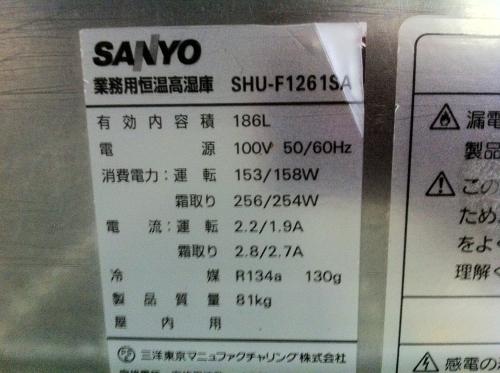 SANYO
業務用恒温高湿庫 SHU-F1261SA
有効内容積 186L
電源 100V 50/60Hz
消費電力:運転 153/158W
霜取り 256/254W
電流:運転 2.2/1.9A
霜取り 2.8/2.7A
冷媒 R134a 130g
製品質量 81kg
屋内用
三洋東京マニュファクチャリング株式会社
漏電
製品
この
ため、
をよく
理解く
感電の